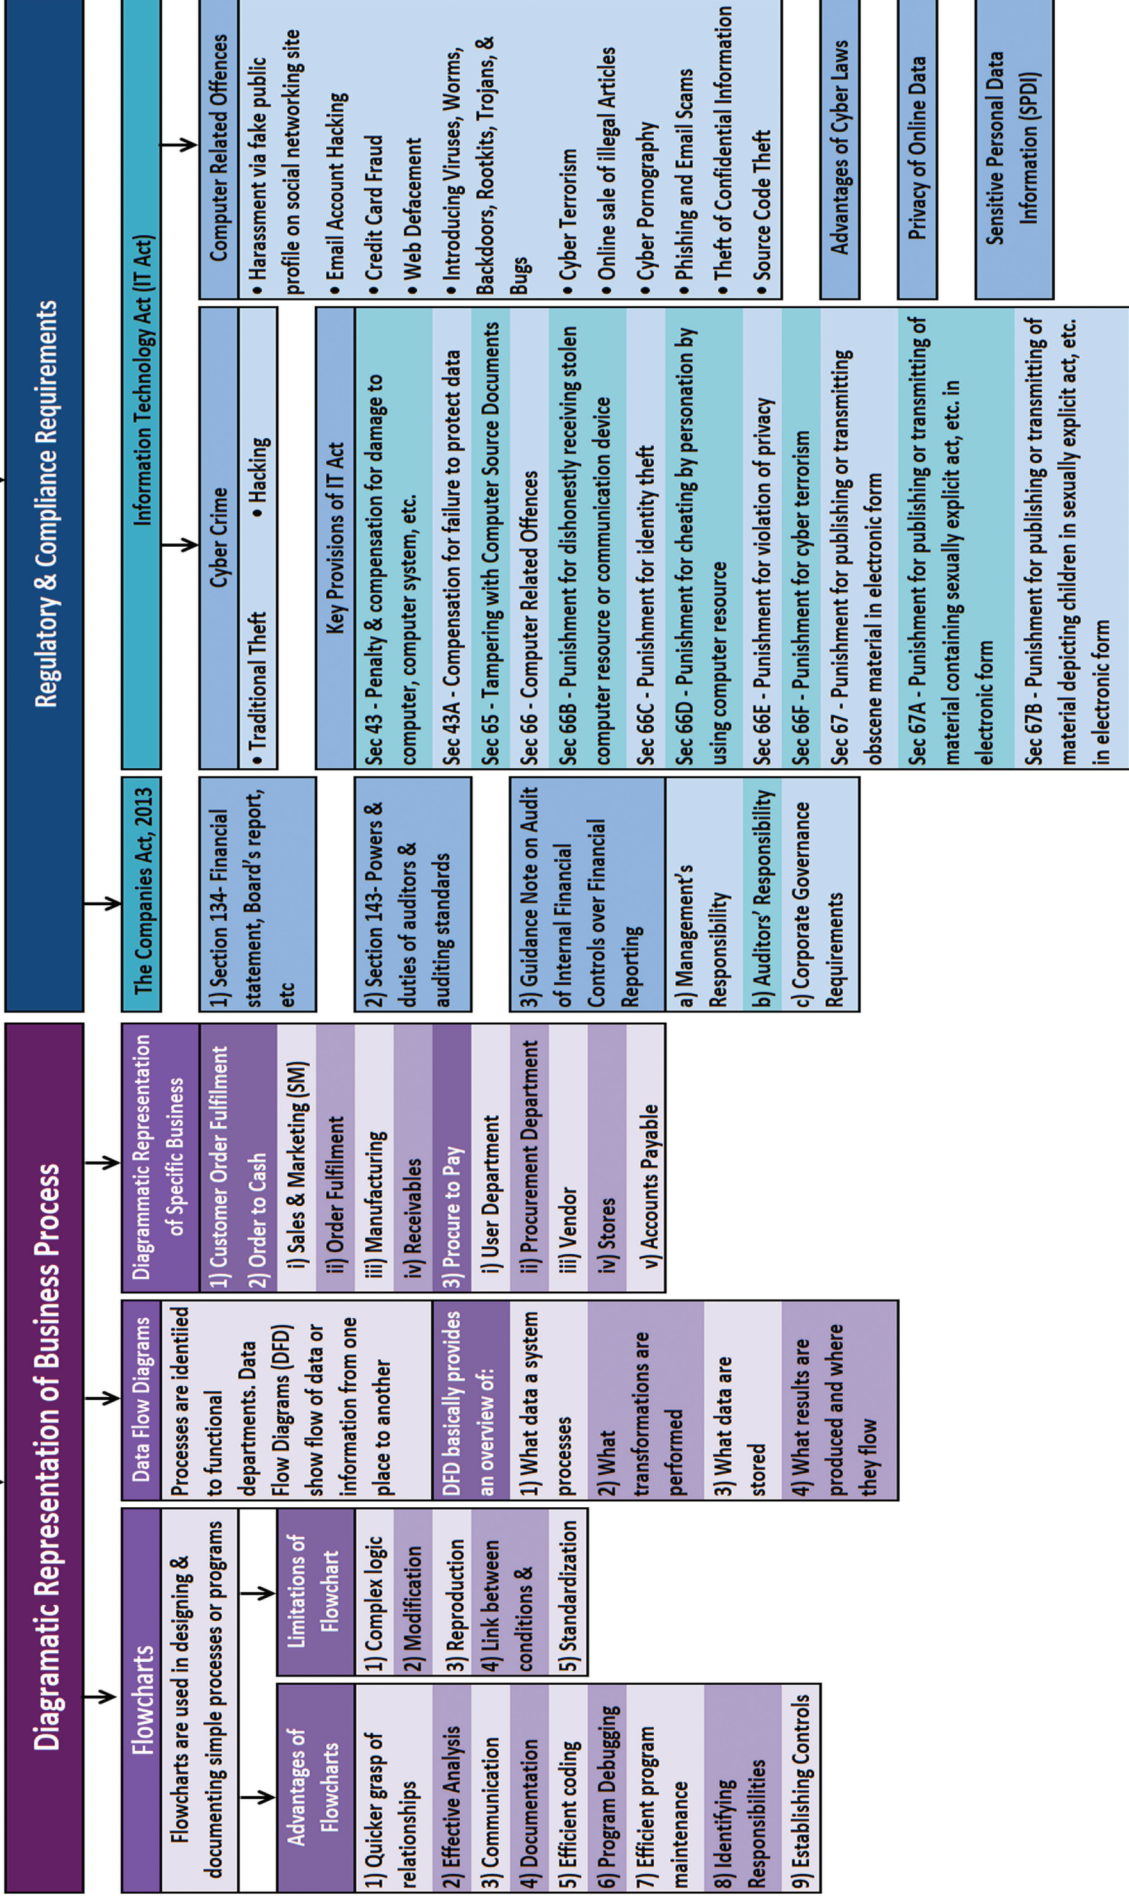 Diagramatic Representation of Business Process
Flowcharts
Flowcharts are used in designing &
documenting simple processes or programs
Advantages of
Flowcharts
1) Quicker grasp of
relationships
2) Effective Analysis
3) Communication
4) Documentation
5) Efficient coding
6) Program Debugging
7) Efficient program
maintenance
8) Identifying
Responsibilities
9) Establishing Controls
Limitations of
Flowchart
1) Complex logic
2) Modification
3) Reproduction
4) Link between
conditions &
5) Standardization
Data Flow Diagrams
Processes are identiied
to functional
departments. Data
Flow Diagrams (DFD)
show flow of data or
information from one
place to another
DFD basically provides
an overview of:
1) What data a system
processes
2) What
transformations are
performed
3) What data are
stored
4) What results are
produced and where
they flow
Diagrammatic Representation
of Specific Business
1) Customer Order Fulfilment
2) Order to Cash
i) Sales & Marketing (SM)
ii) Order Fulfilment
iii) Manufacturing
iv) Receivables
3) Procure to Pay
i) User Department
ii) Procurement Department
iii) Vendor
iv) Stores
v) Accounts Payable
Regulatory & Compliance Requirements
The Companies Act, 2013
1) Section 134- Financial
statement, Board's report,
etc
2) Section 143- Powers &
duties of auditors &
auditing standards
3) Guidance Note on Audit
of Internal Financial
Controls over Financial
Reporting
a) Management's
Responsibility
b) Auditors' Responsibility
c) Corporate Governance
Requirements
Information Technology Act (IT Act)
Cyber Crime
• Traditional Theft • Hacking
Key Provisions of IT Act
Sec 43 - Penalty & compensation for damage to
computer, computer system, etc.
Sec 43A - Compensation for failure to protect data
Sec 65 - Tampering with Computer Source Documents
Sec 66 - Computer Related Offences
Sec 66B - Punishment for dishonestly receiving stolen
computer resource or communication device
Sec 66C - Punishment for identity theft
Sec 66D - Punishment for cheating by personation by
using computer resource
Sec 66E - Punishment for violation of privacy
Sec 66F - Punishment for cyber terrorism
Sec 67 - Punishment for publishing or transmitting
obscene material in electronic form
Sec 67A - Punishment for publishing or transmitting of
material containing sexually explicit act, etc. in
electronic form
Sec 67B - Punishment for publishing or transmitting of
material depicting children in sexually explicit act, etc.
in electronic form
Computer Related Offences
• Harassment via fake public
profile on social networking site
• Email Account Hacking
• Credit Card Fraud
• Web Defacement
• Introducing Viruses, Worms,
Backdoors, Rootkits, Trojans, &
Bugs
• Cyber Terrorism
• Online sale of illegal Articles
• Cyber Pornography
• Phishing and Email Scams
• Theft of Confidential Information
• Source Code Theft
Advantages of Cyber Laws
Privacy of Online Data
Sensitive Personal Data
Information (SPDI)